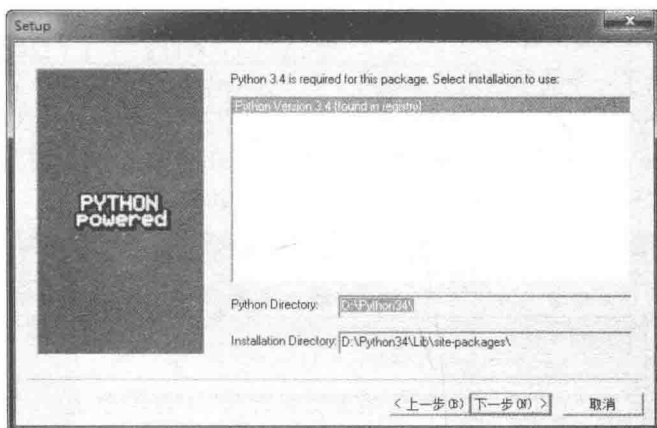 Setup
Python 3.4 is required for this package. Select installation to use:
Python Version 3.4 (found in registry)
PYTHON
powered
Python Directory: D:\Python34\
Installation Directory: D:\Python34\Lib\site-packages\
< 上一步(B)
下一步(N) >
取消